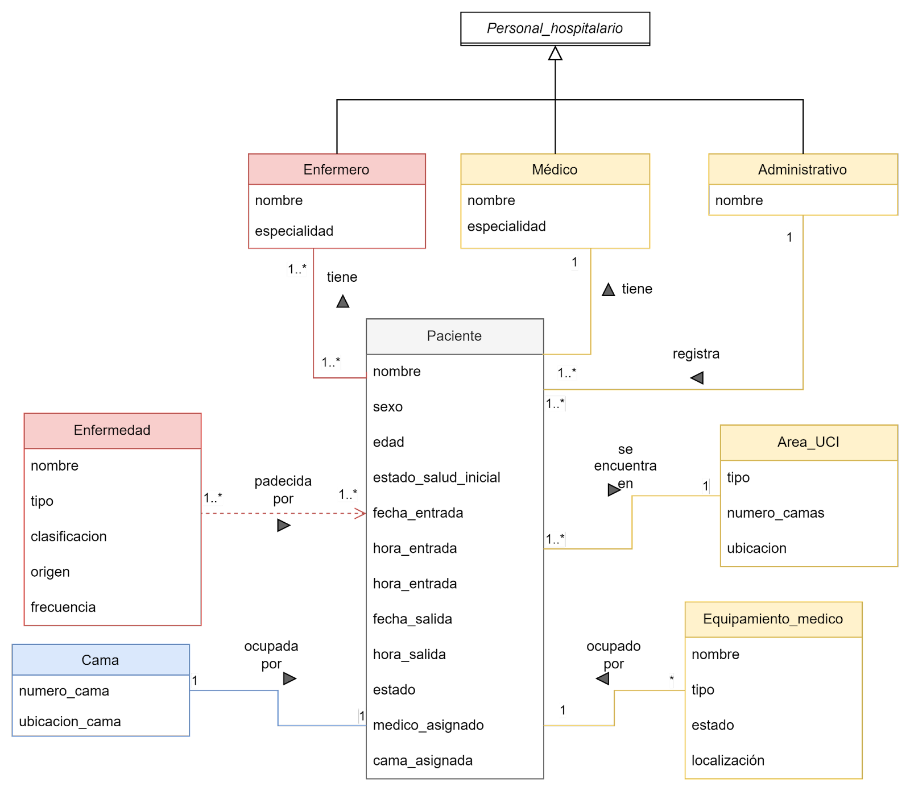 Personal_hospitalario
Enfermero
nombre
especialidad
Médico
nombre
especialidad
Administrativo
nombre
1..*
tiene
1..*
1
tiene
1..*
1
registra
1..*
Paciente
nombre
sexo
edad
estado_salud_inicial
fecha_entrada
hora_entrada
hora_entrada
fecha_salida
hora_salida
estado
medico_asignado
cama_asignada
Enfermedad
nombre
tipo
clasificacion
origen
frecuencia
1..*
padecida
por
1..*
Area_UCI
tipo
numero_camas
ubicacion
se
encuentra
en
1
1..*
Cama
numero_cama
ubicacion_cama
1
ocupada
por
1
Equipamiento_medico
nombre
tipo
estado
localización
ocupado
por
*
1